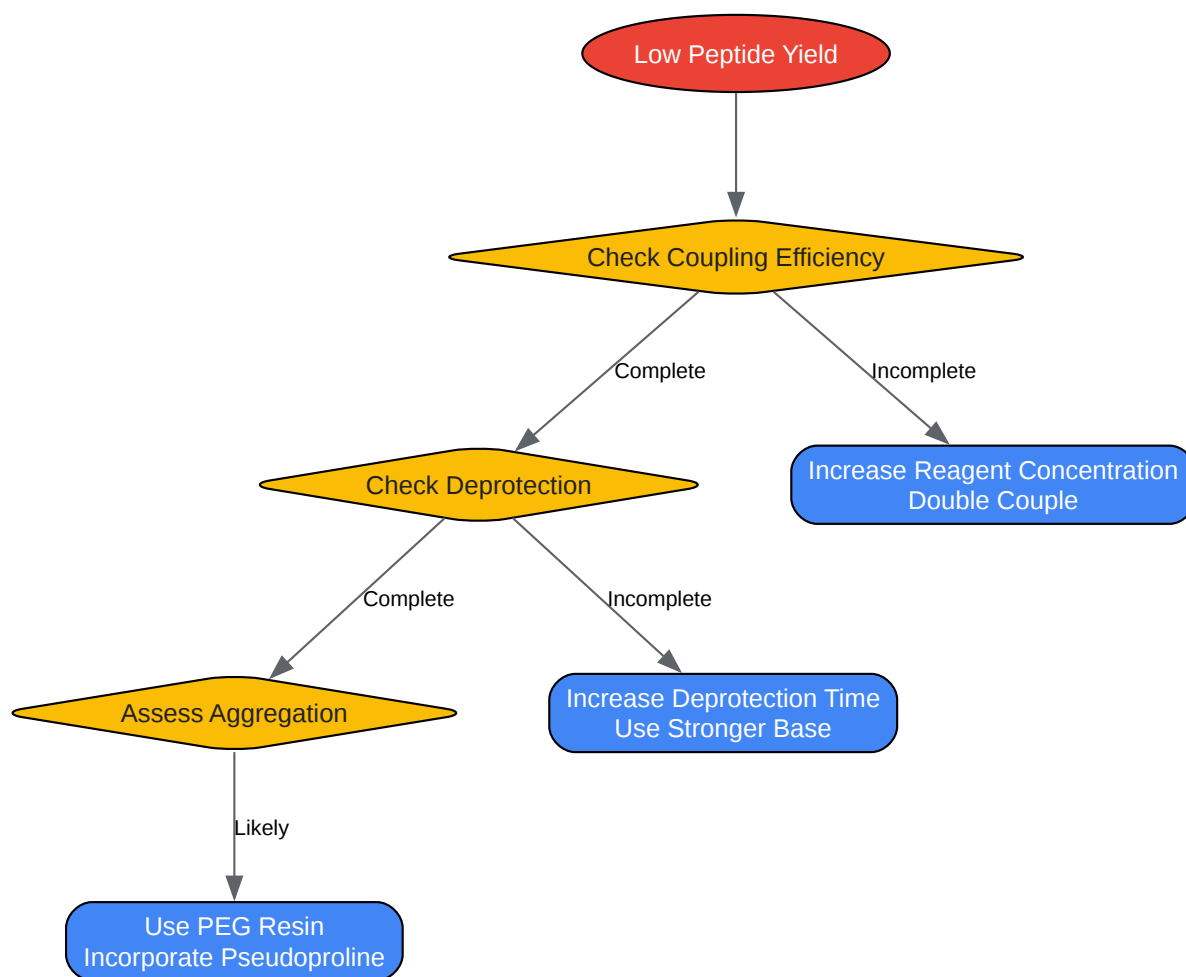 Low Peptide Yield
Check Coupling Efficiency
Complete
Incomplete
Check Deprotection
Increase Reagent Concentration
Double Couple
Complete
Incomplete
Assess Aggregation
Increase Deprotection Time
Use Stronger Base
Likely
Use PEG Resin
Incorporate Pseudoproline